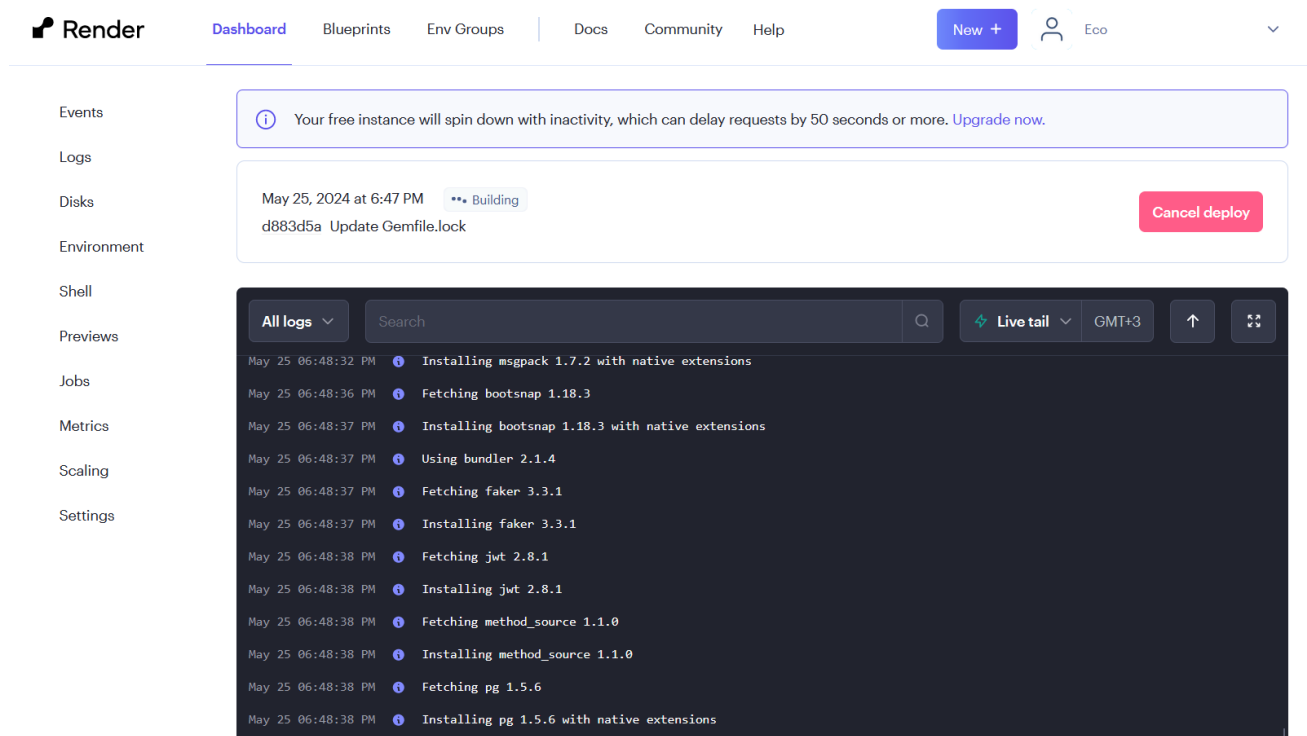 Render Dashboard Blueprints Env Groups Docs Community Help New + Eco
Events
Logs
Disks
Environment
Shell
Previews
Jobs
Metrics
Scaling
Settings
Your free instance will spin down with inactivity, which can delay requests by 50 seconds or more. Upgrade now.
May 25, 2024 at 6:47 PM Building
d883d5a Update Gemfile.lock
Cancel deploy
All logs Search Live tail GMT+3
May 25 06:48:32 PM Installing msgpack 1.7.2 with native extensions
May 25 06:48:36 PM Fetching bootsnap 1.18.3
May 25 06:48:37 PM Installing bootsnap 1.18.3 with native extensions
May 25 06:48:37 PM Using bundler 2.1.4
May 25 06:48:37 PM Fetching faker 3.3.1
May 25 06:48:37 PM Installing faker 3.3.1
May 25 06:48:38 PM Fetching jwt 2.8.1
May 25 06:48:38 PM Installing jwt 2.8.1
May 25 06:48:38 PM Fetching method_source 1.1.0
May 25 06:48:38 PM Installing method_source 1.1.0
May 25 06:48:38 PM Fetching pg 1.5.6
May 25 06:48:38 PM Installing pg 1.5.6 with native extensions